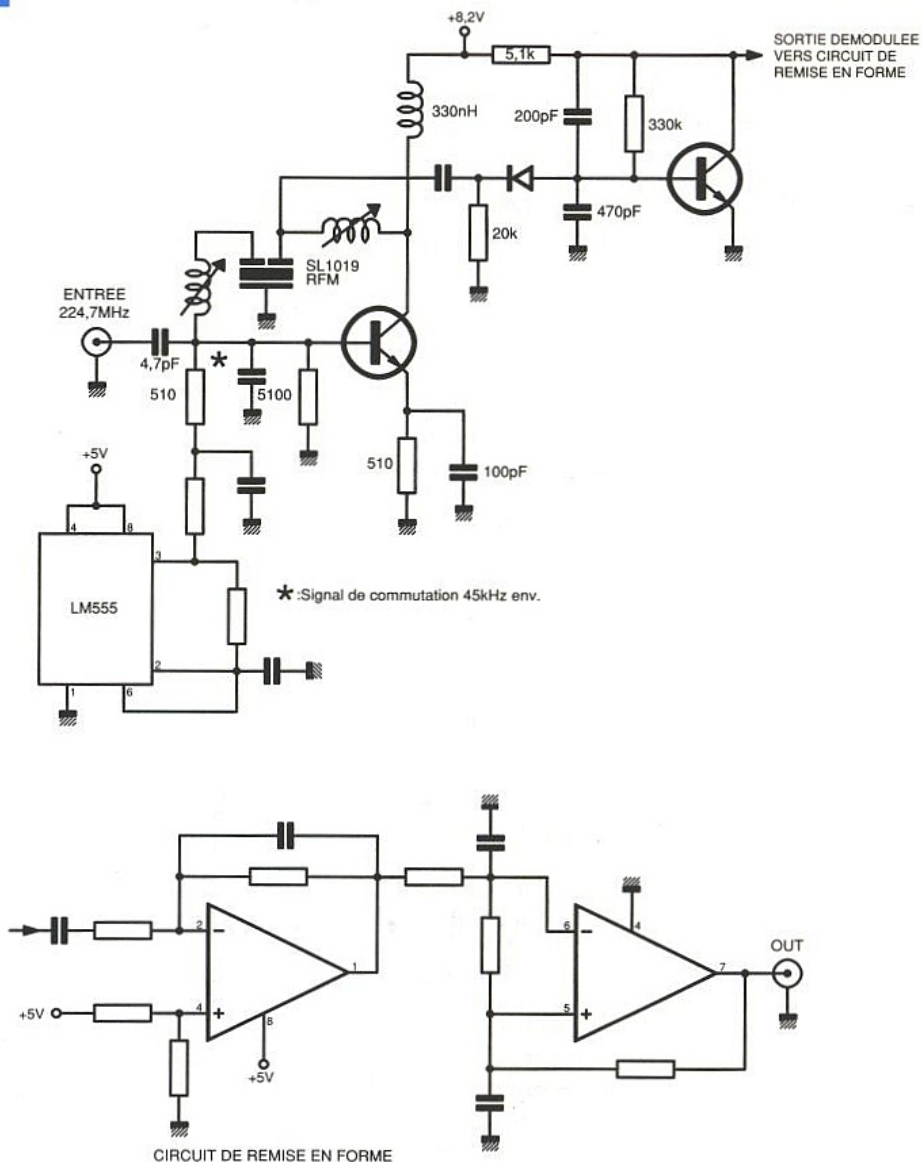 +8,2V
5,1k
SORTIE DEMODULEE
VERS CIRCUIT DE
REMISE EN FORME
330nH
200pF
330k
470pF
20k
SL1019
RFM
ENTREE
224,7MHz
4,7pF
*
510
5100
510
100pF
+5V
4
8
3
LM555
2
1
6
*:Signal de commutation 45kHz env.
2
-
1
+5V
4
+
8
+5V
6
-
4
7
OUT
5
+
CIRCUIT DE REMISE EN FORME